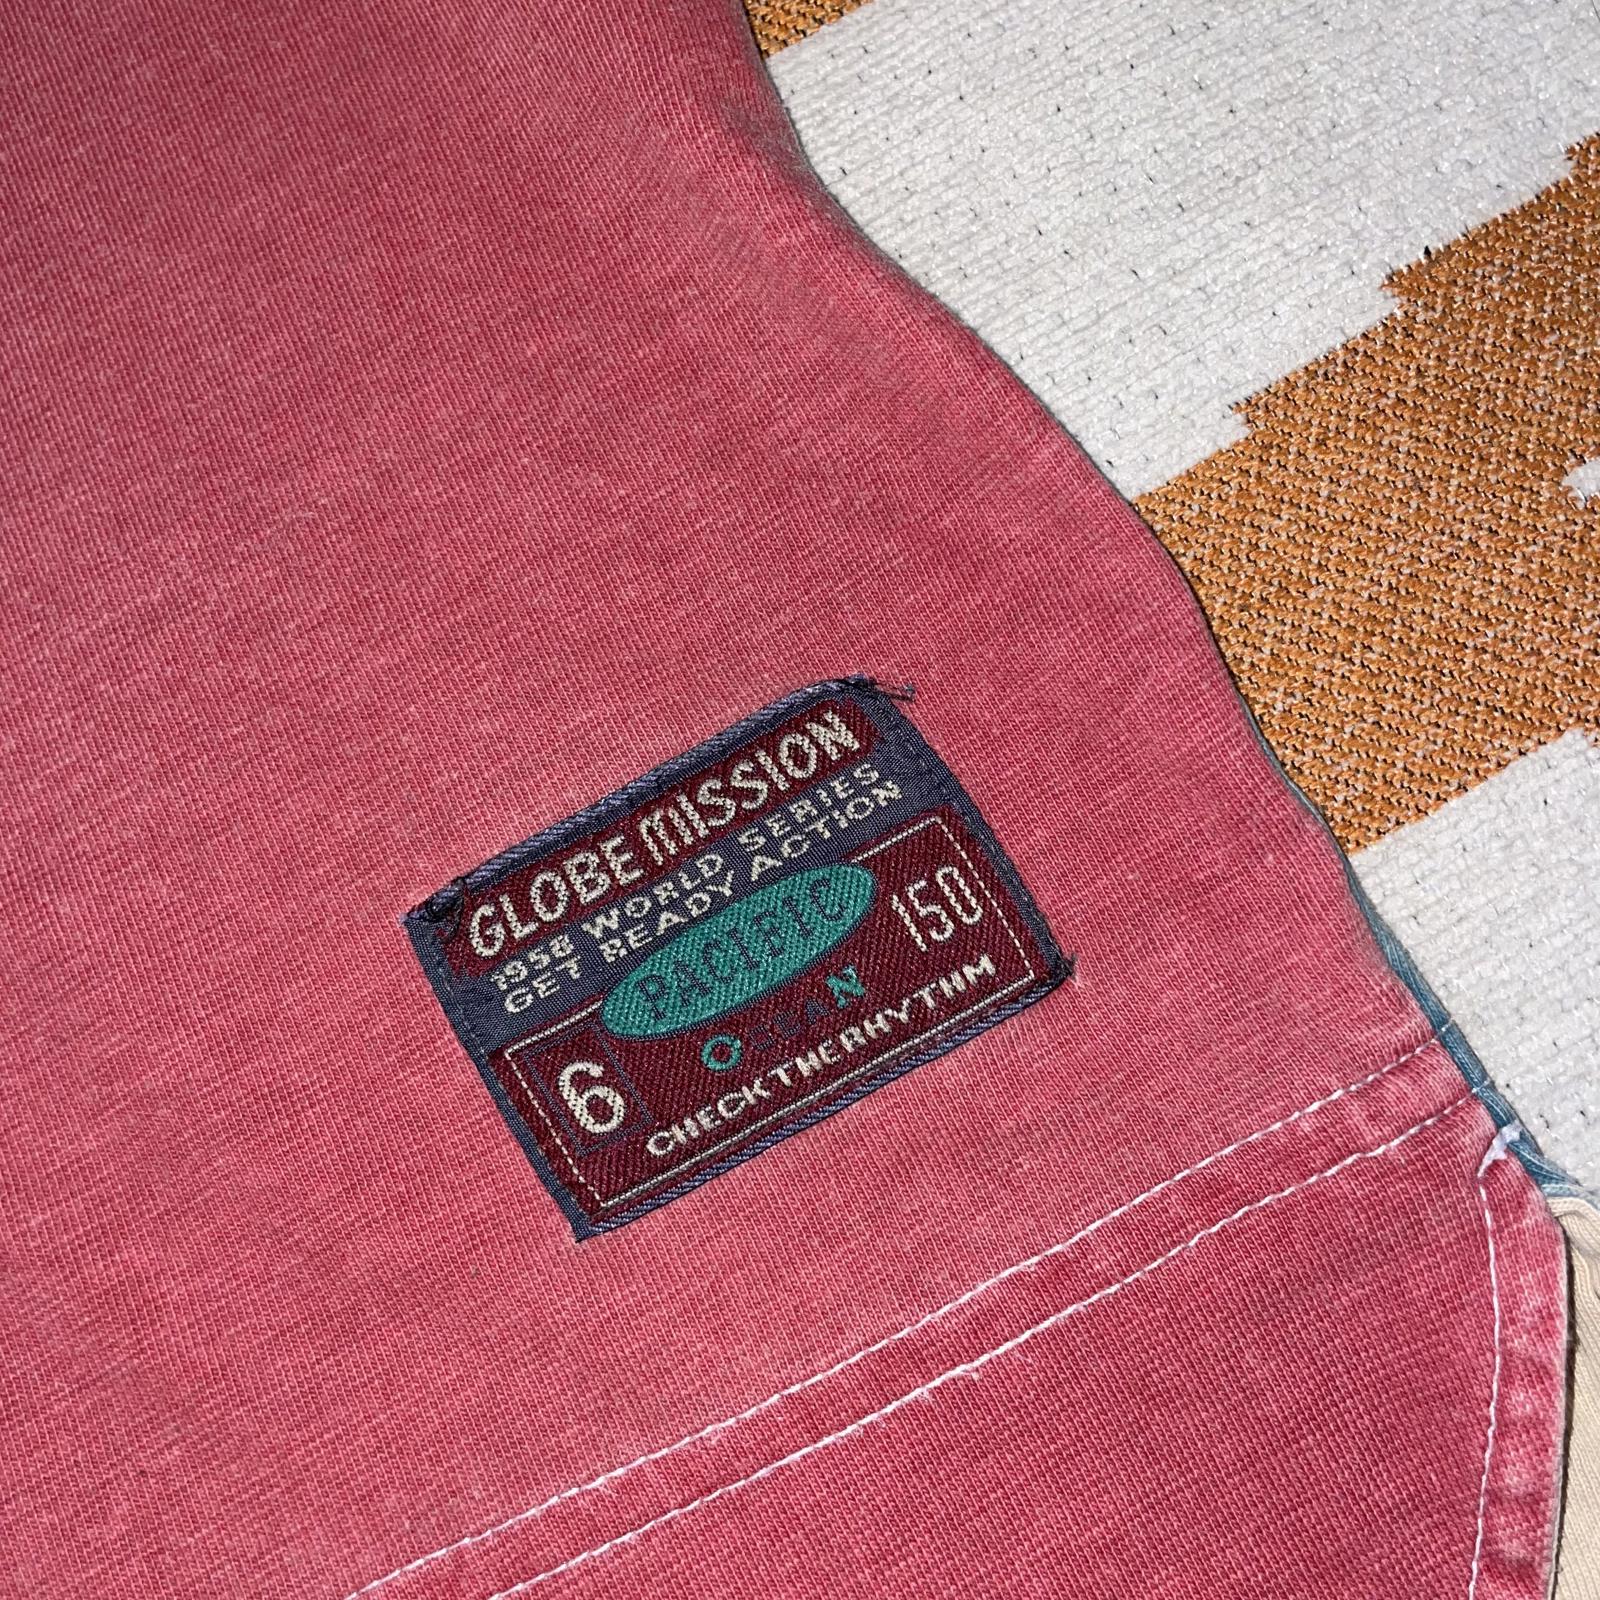 GLOBE MISSION
1958 WORLD SERIES
GET READY ACTION
PACIFIC
150
OCEAN
6
CHECK THE RHYTHM